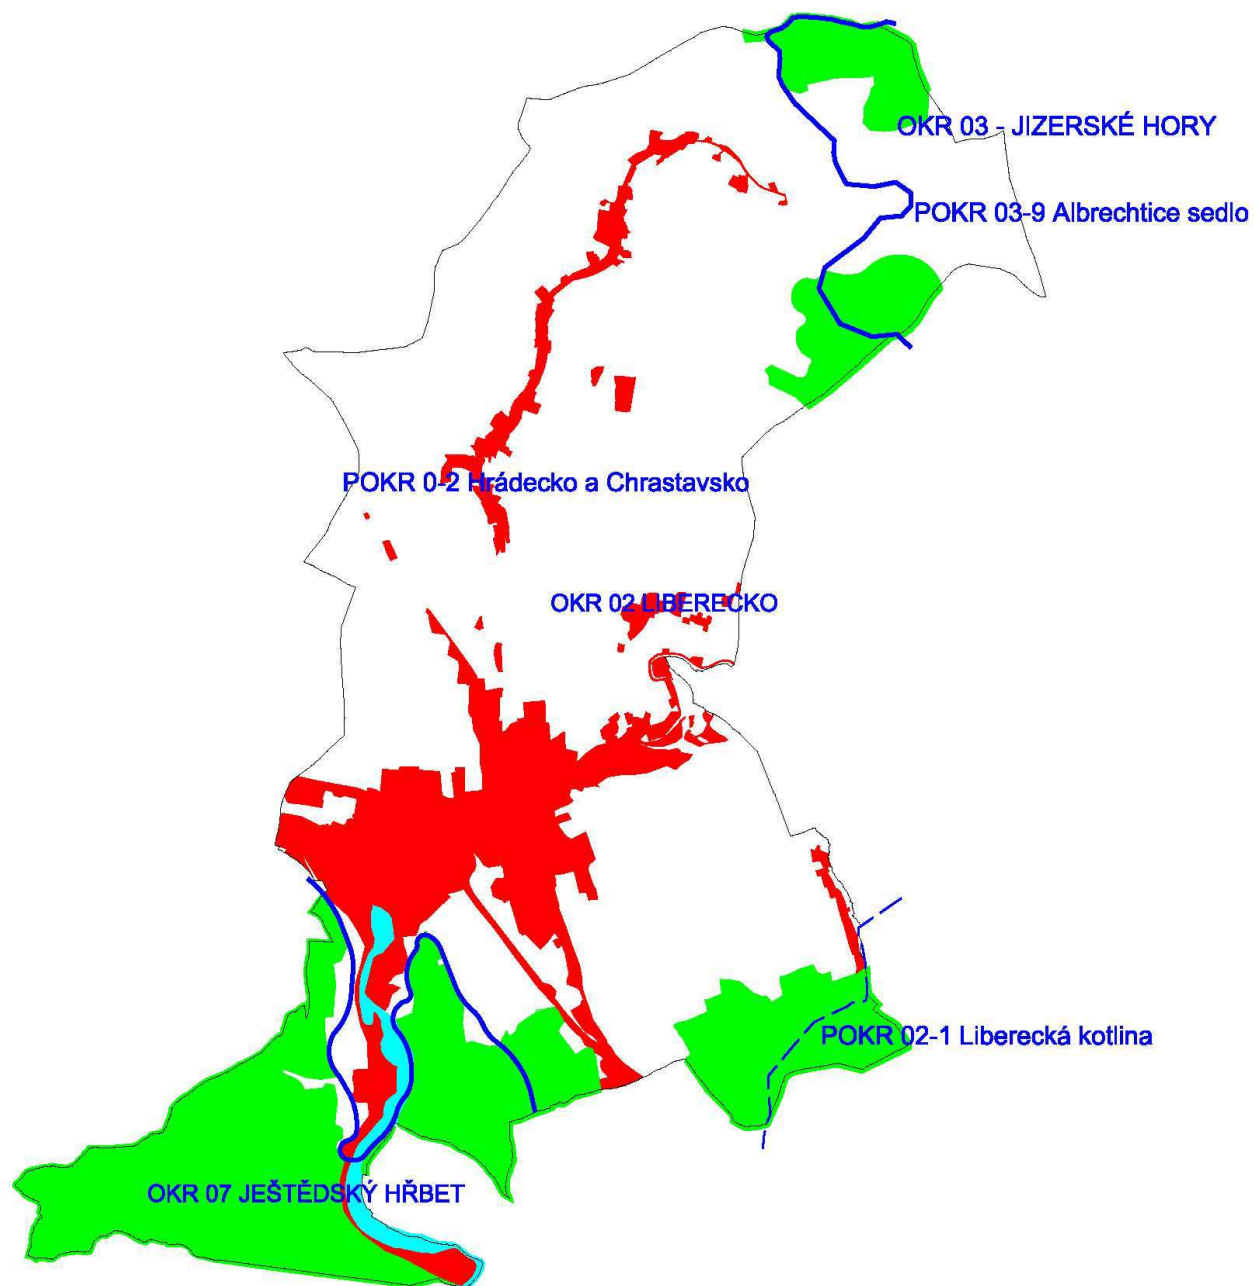 OKR 03 - JIZERSKÉ HORY
POKR 03-9 Albrechtice sedlo
POKR 0-2 Hrádecko a Chrastavsko
OKR 02 LIBERECKO
POKR 02-1 Liberecká kotlina
OKR 07 JEŠTĚDSKÝ HŘBET